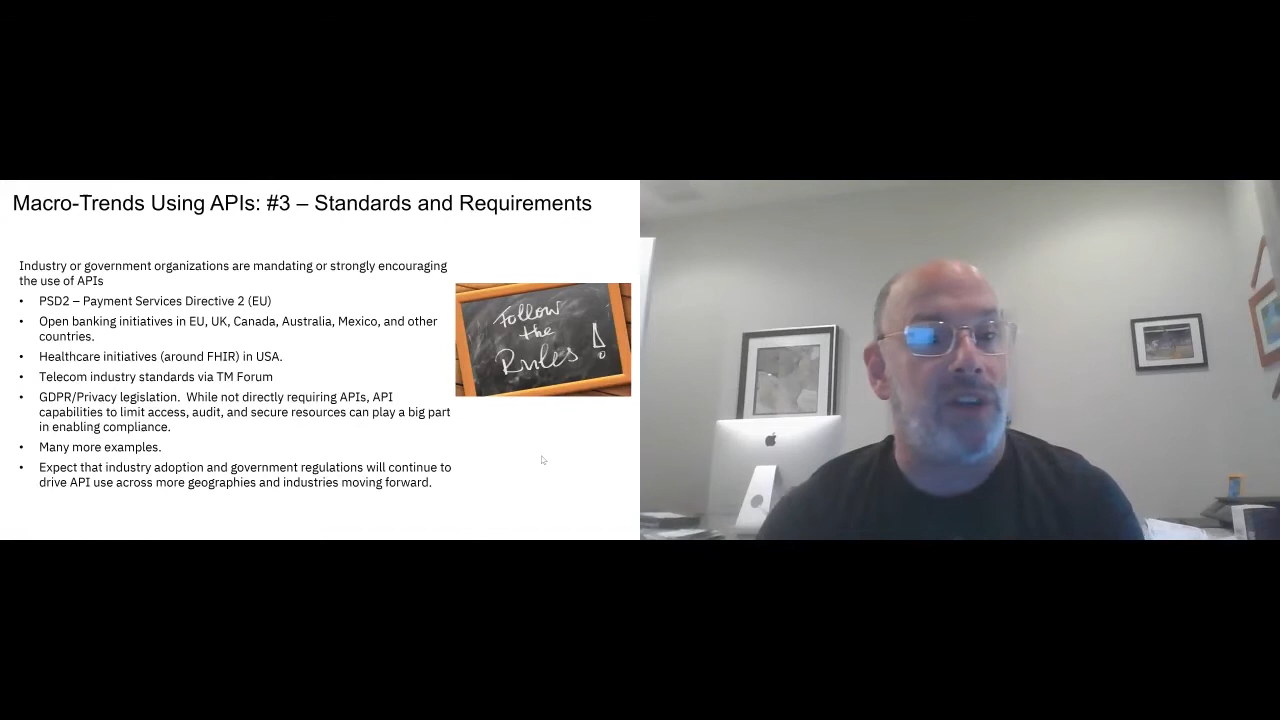 Macro-Trends Using APIs: #3 – Standards and Requirements
Industry or government organizations are mandating or strongly encouraging
the use of APIs
• PSD2 – Payment Services Directive 2 (EU)
• Open banking initiatives in EU, UK, Canada, Australia, Mexico, and other
countries.
• Healthcare initiatives (around FHIR) in USA.
• Telecom industry standards via TM Forum
• GDPR/Privacy legislation.  While not directly requiring APIs, API
capabilities to limit access, audit, and secure resources can play a big part
in enabling compliance.
• Many more examples.
• Expect that industry adoption and government regulations will continue to
drive API use across more geographies and industries moving forward.
Follow
the
Rules!